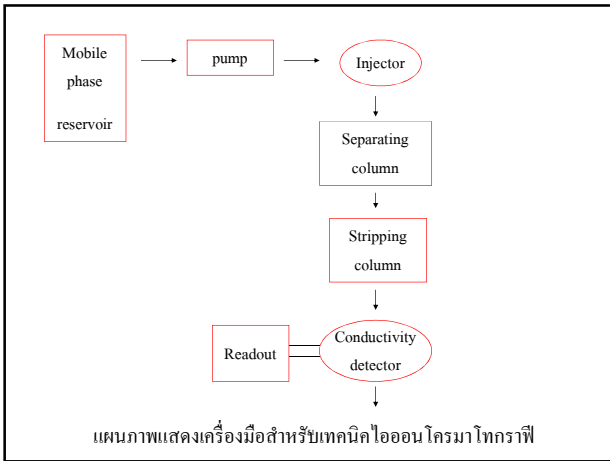 Mobile
phase
reservoir
pump
Injector
Separating
column
Stripping
column
Conductivity
detector
Readout
แผนภาพแสดงเครื่องมือสำหรับเทคนิคไอออนโครมาโทกราฟี